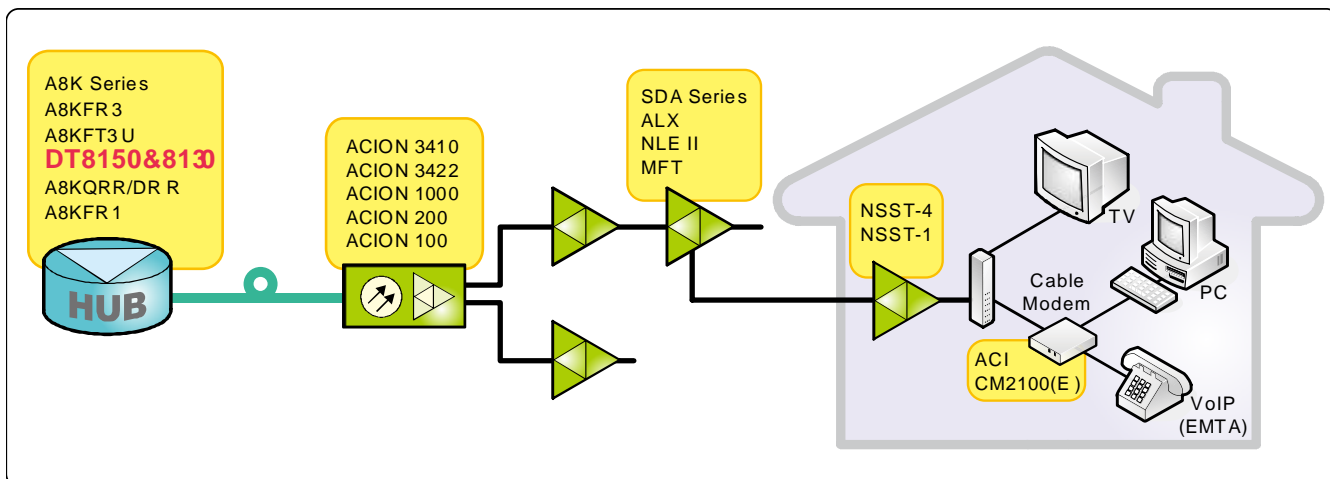 A8K Series
A8KFR3
A8KFT3U
DT8150&8130
A8KQRR/DRR
A8KFR1
HUB
ACION 3410
ACION 3422
ACION 1000
ACION 200
ACION 100
SDA Series
ALX
NLE II
MFT
NSST-4
NSST-1
TV
PC
Cable
Modem
ACI
CM2100(E)
VoIP
(EMTA)